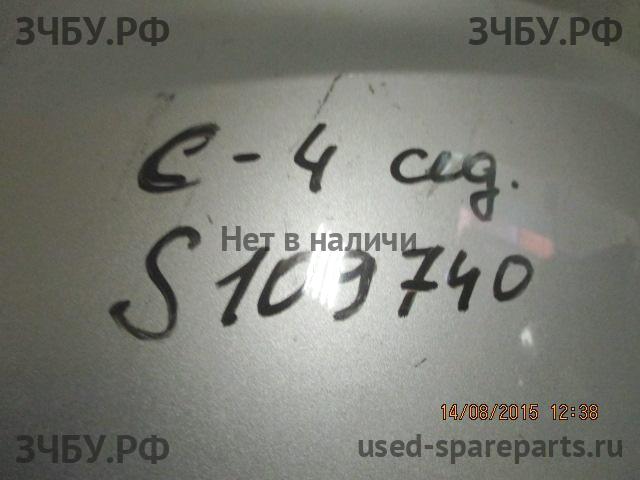 ЗЧБУ.РФ ЗЧБУ.РФ
С-4 сед.
Нет в наличи
S109740
14/08/2015 12:38
ЗЧБУ.РФ used-spareparts.ru